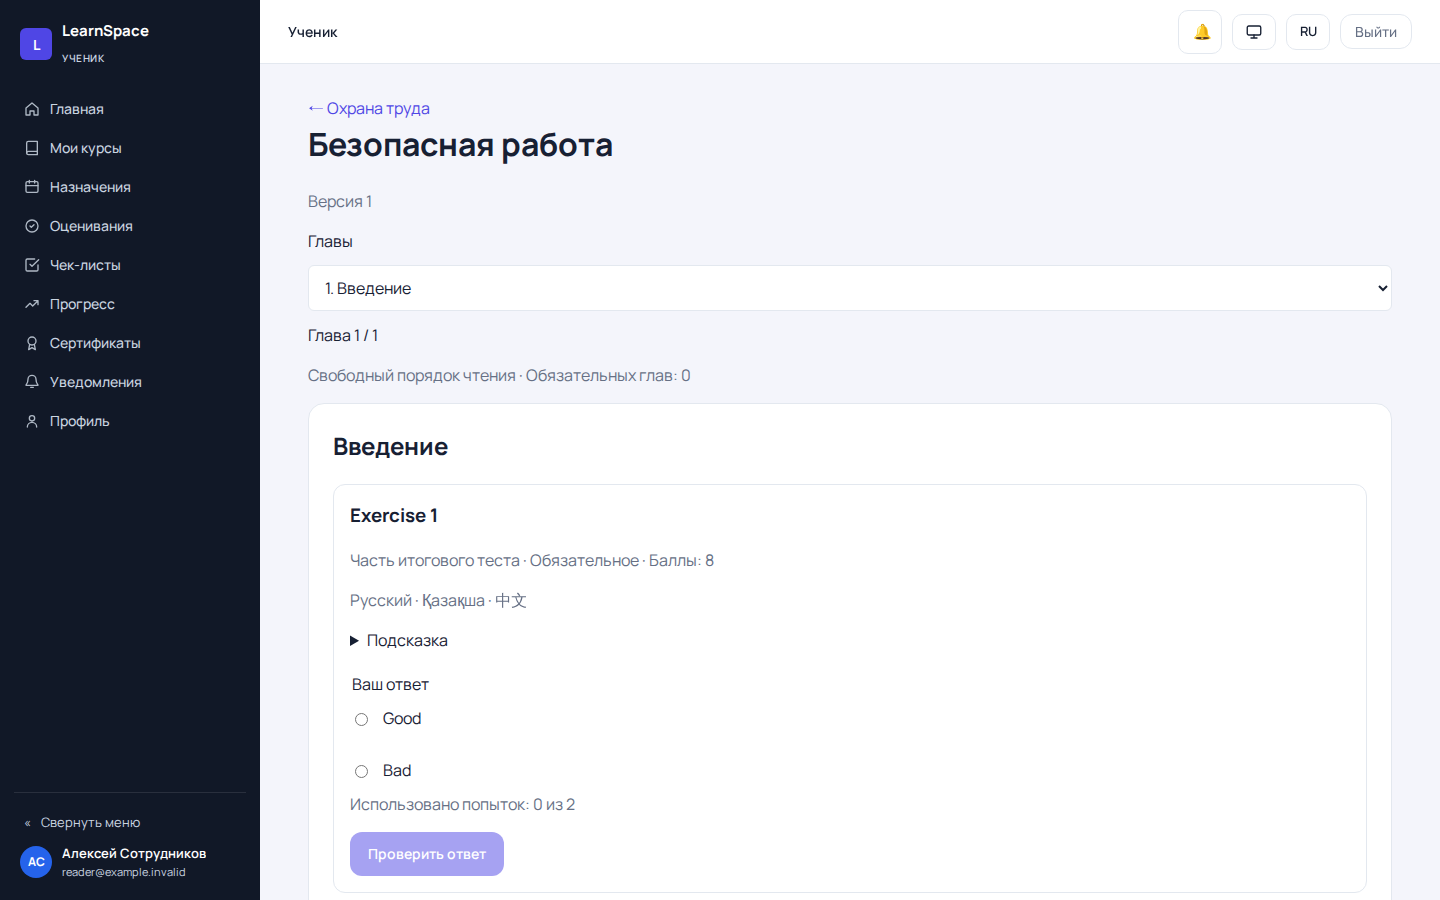 L
LearnSpace
УЧЕНИК
Главная
Мои курсы
Назначения
Оценивания
Чек-листы
Прогресс
Сертификаты
Уведомления
Профиль
« Свернуть меню
АС
Алексей Сотрудников
reader@example.invalid
Ученик
RU
Выйти
← Охрана труда
Безопасная работа
Версия 1
Главы
1. Введение
Глава 1 / 1
Свободный порядок чтения · Обязательных глав: 0
Введение
Exercise 1
Часть итогового теста · Обязательное · Баллы: 8
Русский · Қазақша · 中文
Подсказка
Ваш ответ
Good
Bad
Использовано попыток: 0 из 2
Проверить ответ